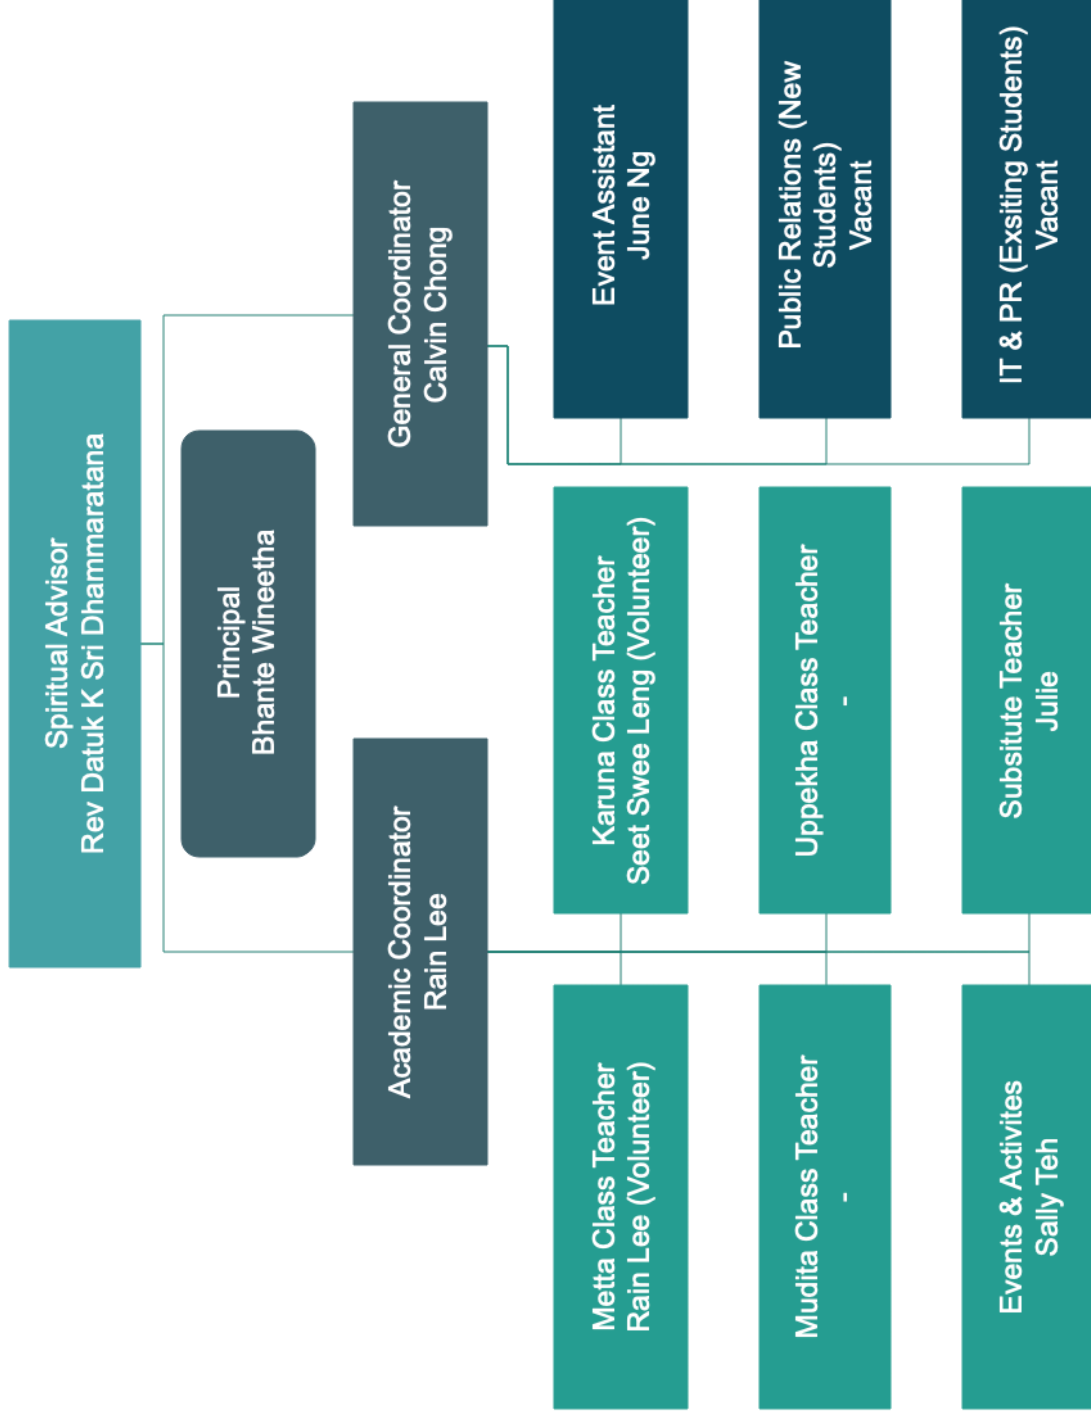 Spiritual Advisor
Rev Datuk K Sri Dhammaratana
Principal
Bhante Wineetha
Academic Coordinator
Rain Lee
General Coordinator
Calvin Chong
Metta Class Teacher
Rain Lee (Volunteer)
Karuna Class Teacher
Seet Swee Leng (Volunteer)
Event Assistant
June Ng
Mudita Class Teacher
-
Uppekha Class Teacher
-
Public Relations (New
Students)
Vacant
Events & Activites
Sally Teh
Subsitute Teacher
Julie
IT & PR (Exsiting Students)
Vacant